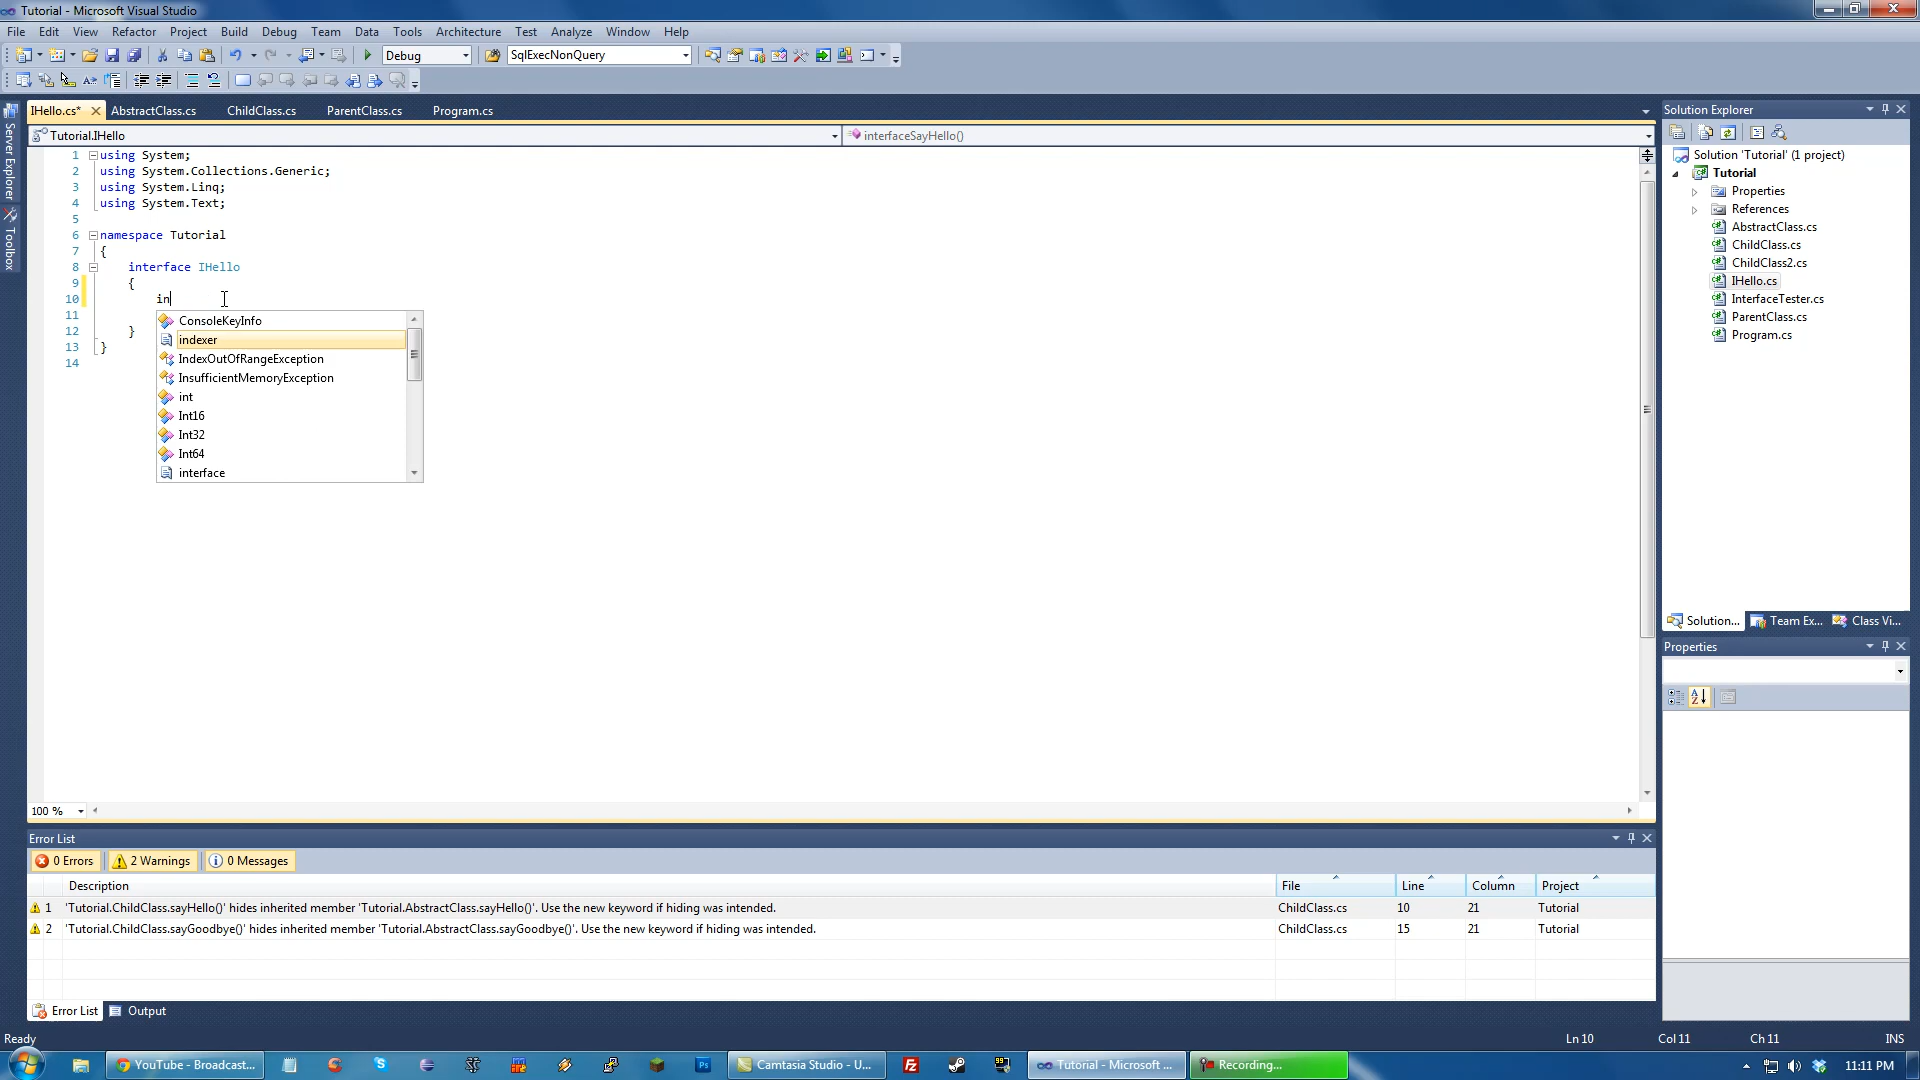 Tutorial - Microsoft Visual Studio
File Edit View Refactor Project Build Debug Team Data Tools Architecture Test Analyze Window Help
Debug SqlExecNonQuery
IHello.cs* AbstractClass.cs ChildClass.cs ParentClass.cs Program.cs
Tutorial.IHello interfaceSayHello()
Server Explorer
Toolbox
1 using System;
2 using System.Collections.Generic;
3 using System.Linq;
4 using System.Text;
5
6 namespace Tutorial
7 {
8 interface IHello
9 {
10 in
11
12 }
13 }
14
ConsoleKeyInfo
indexer
IndexOutOfRangeException
InsufficientMemoryException
int
Int16
Int32
Int64
interface
100 %
Solution Explorer
Solution 'Tutorial' (1 project)
Tutorial
Properties
References
AbstractClass.cs
ChildClass.cs
ChildClass2.cs
IHello.cs
InterfaceTester.cs
ParentClass.cs
Program.cs
Solution... Team Ex... Class Vi...
Properties
Error List
0 Errors 2 Warnings 0 Messages
Description File Line Column Project
1 'Tutorial.ChildClass.sayHello()' hides inherited member 'Tutorial.AbstractClass.sayHello()'. Use the new keyword if hiding was intended. ChildClass.cs 10 21 Tutorial
2 'Tutorial.ChildClass.sayGoodbye()' hides inherited member 'Tutorial.AbstractClass.sayGoodbye()'. Use the new keyword if hiding was intended. ChildClass.cs 15 21 Tutorial
Error List Output
Ready Ln 10 Col 11 Ch 11 INS
YouTube - Broadcast... Ps Camtasia Studio - U... Fz Tutorial - Microsoft ... Recording... 11:11 PM